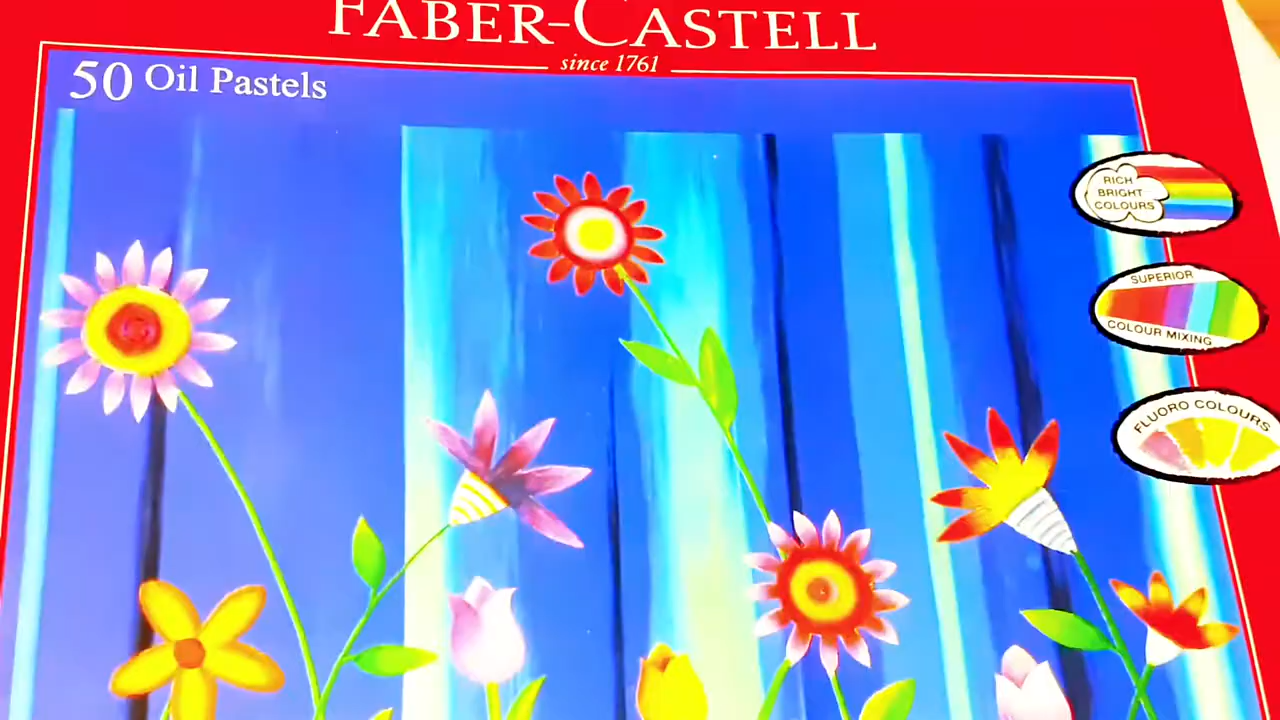 FABER-CASTELL
since 1761
50 Oil Pastels
RICH
BRIGHT
COLOURS
SUPERIOR
COLOUR MIXING
FLUORO COLOURS